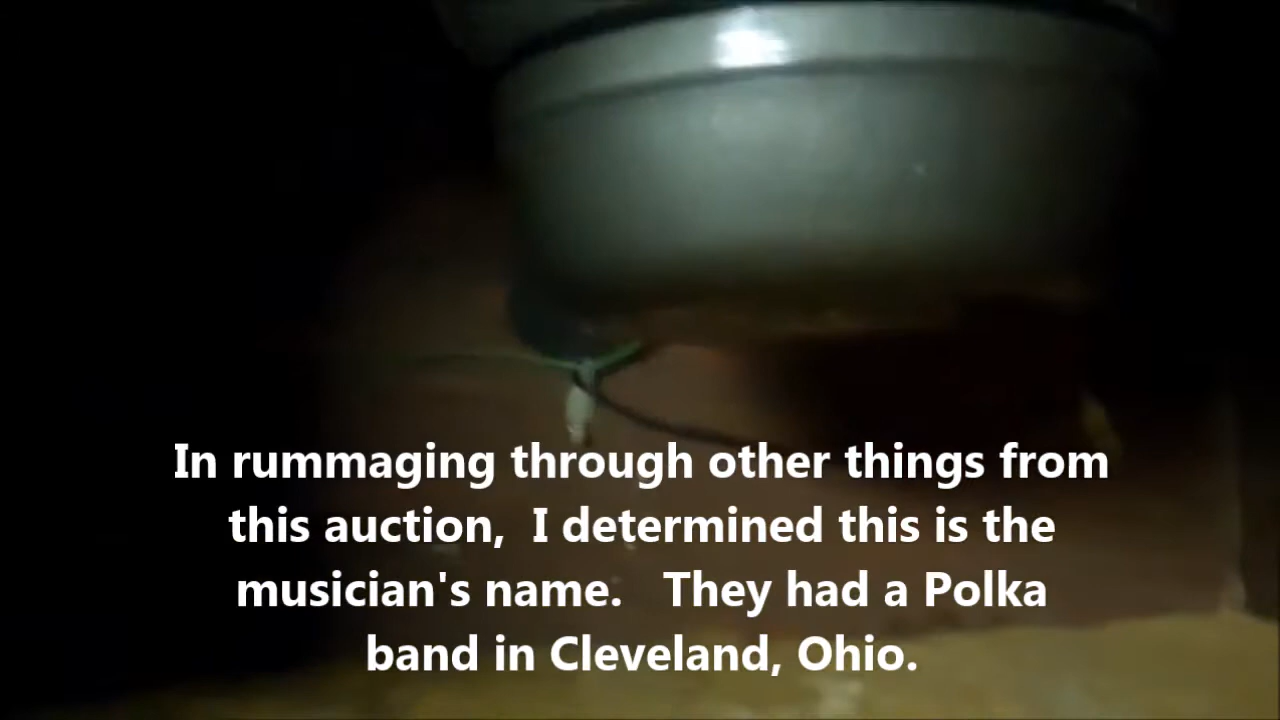 In rummaging through other things from
this auction,  I determined this is the
musician's name.   They had a Polka
band in Cleveland, Ohio.